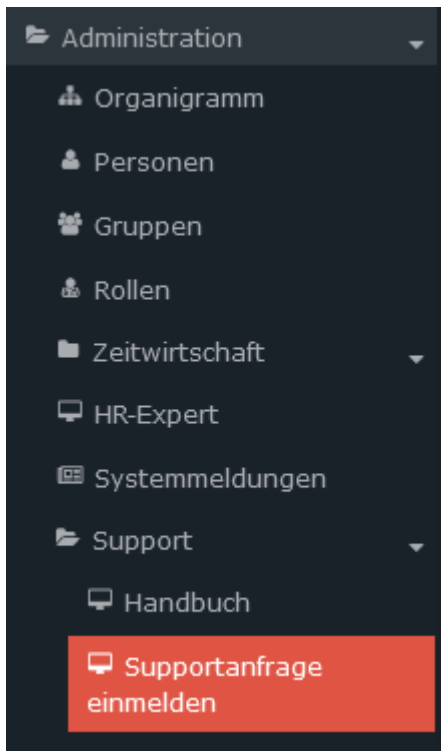 Administration
Organigramm
Personen
Gruppen
Rollen
Zeitwirtschaft
HR-Expert
Systemmeldungen
Support
Handbuch
Supportanfrage
einmelden